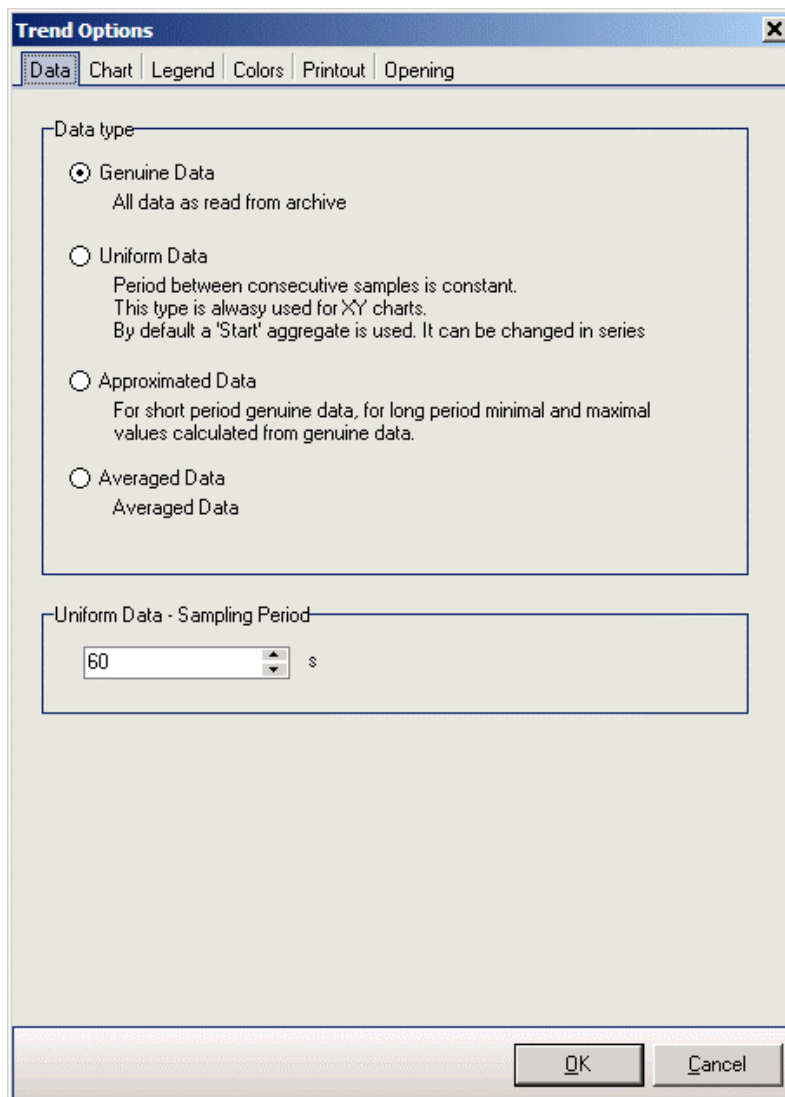 Trend Options
Data Chart Legend Colors Printout Opening
Data type
Genuine Data
All data as read from archive
Uniform Data
Period between consecutive samples is constant.
This type is alwasy used for XY charts.
By default a 'Start' aggregate is used. It can be changed in series
Approximated Data
For short period genuine data, for long period minimal and maximal
values calculated from genuine data.
Averaged Data
Averaged Data
Uniform Data - Sampling Period
60 s
OK Cancel